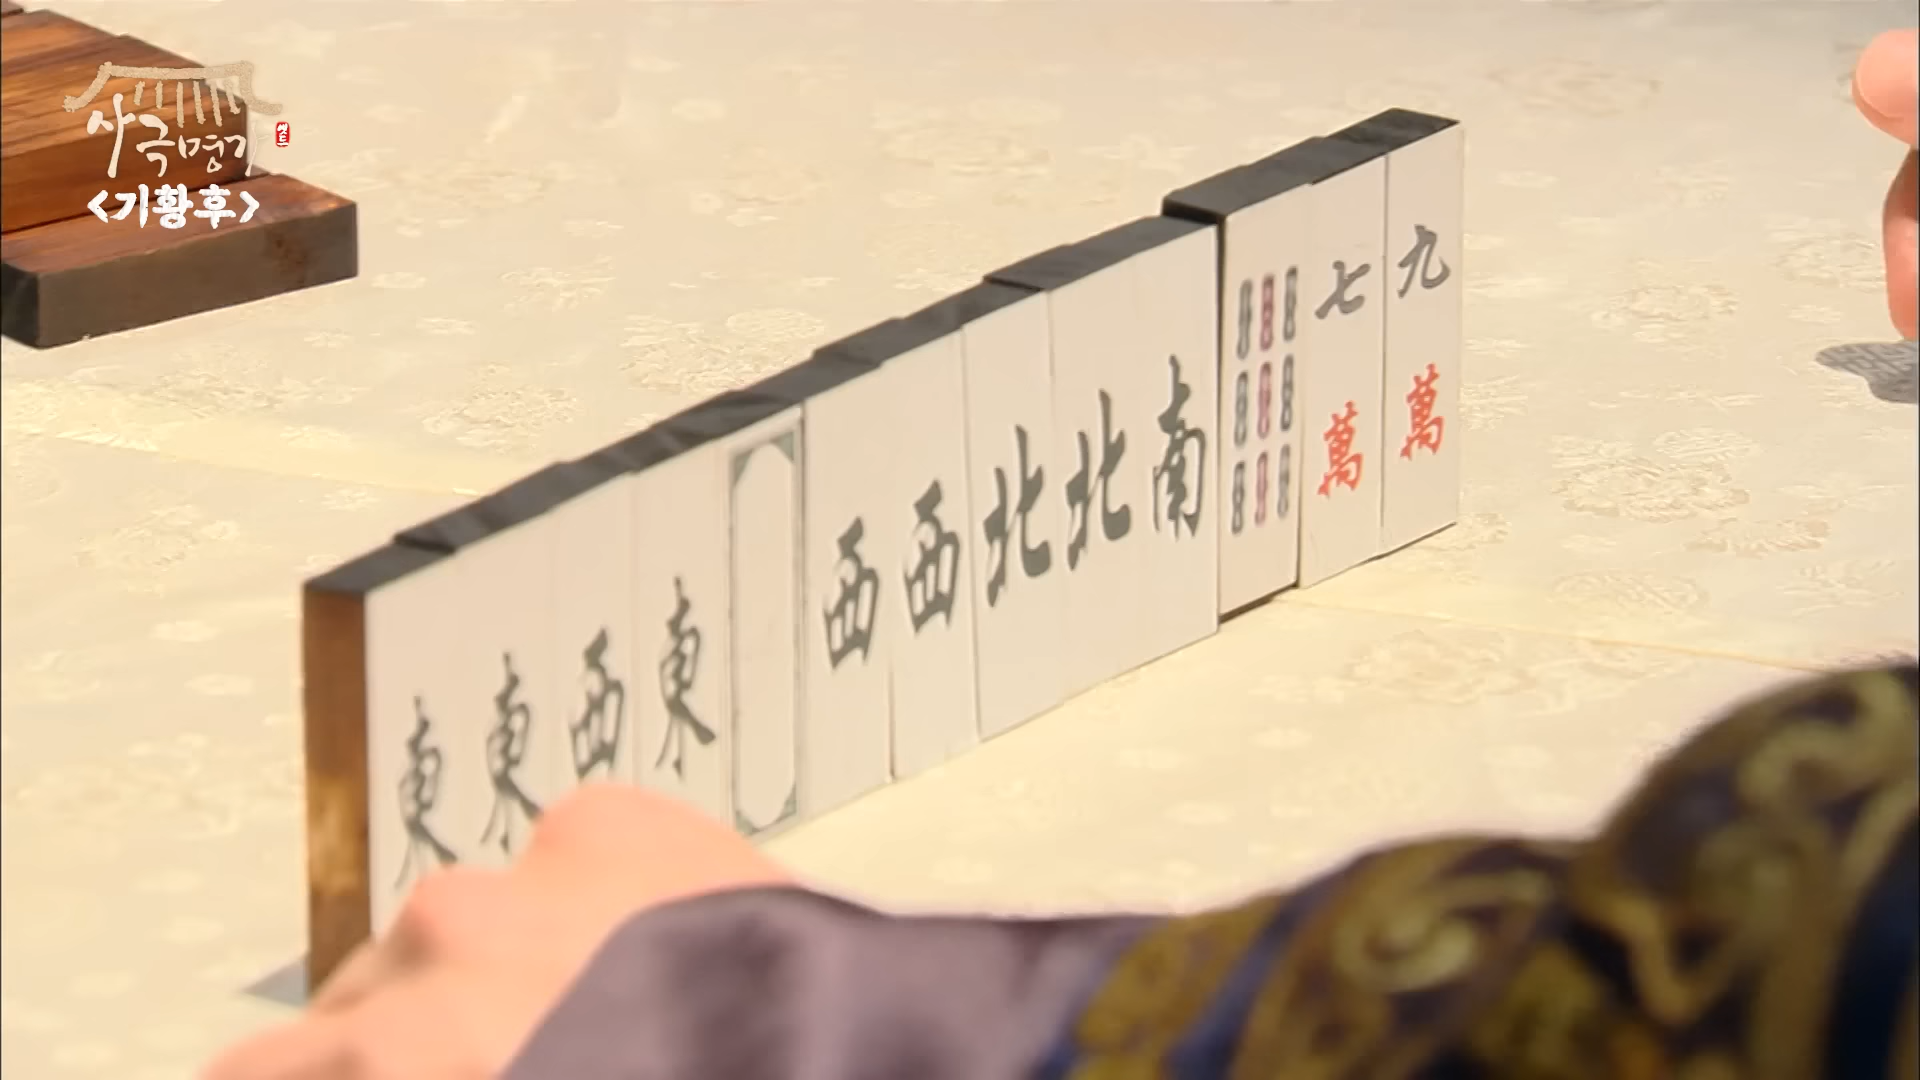 사극명가
<기황후>
東 東 西 東 西 西 北 北 南 七萬 九萬